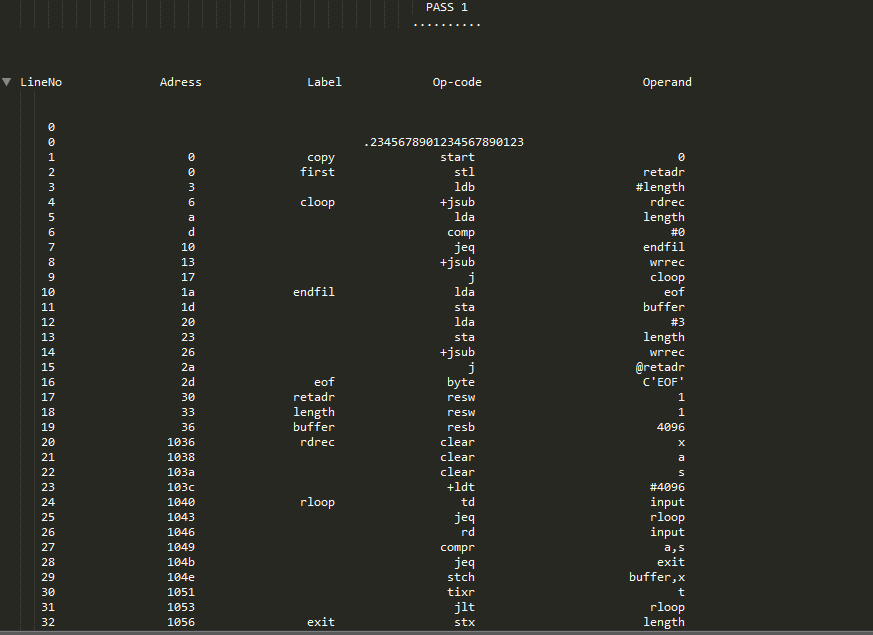 PASS 1
..........
LineNo Adress Label Op-code Operand
0
0 .2345678901234567890123
1 0 copy start 0
2 0 first stl retadr
3 3 ldb #length
4 6 cloop +jsub rdrec
5 a lda length
6 d comp #0
7 10 jeq endfil
8 13 +jsub wrrec
9 17 j cloop
10 1a endfil lda eof
11 1d sta buffer
12 20 lda #3
13 23 sta length
14 26 +jsub wrrec
15 2a j @retadr
16 2d eof byte C'EOF'
17 30 retadr resw 1
18 33 length resw 1
19 36 buffer resb 4096
20 1036 rdrec clear x
21 1038 clear a
22 103a clear s
23 103c +ldt #4096
24 1040 rloop td input
25 1043 jeq rloop
26 1046 rd input
27 1049 compr a,s
28 104b jeq exit
29 104e stch buffer,x
30 1051 tixr t
31 1053 jlt rloop
32 1056 exit stx length